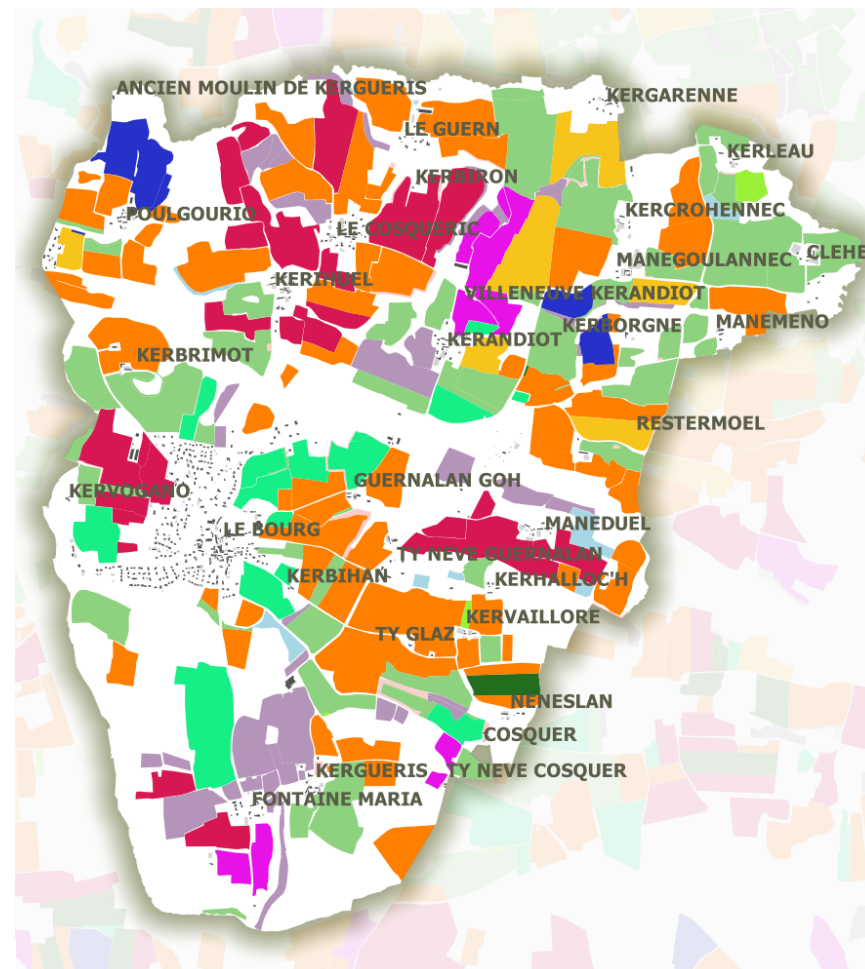 ANCIEN MOULIN DE KERGUERIS
KERGARENNE
LE GUERN
KERLEAU
KERBIRON
POULGOURIO
KERCROHENNEC
LE COSQUERIC
MANEGOULANNEC
CLEHE
KERIHUEL
VILLENEUVE KERANDIOT
KERBORGNE
MANEMENO
KERANDIOT
KERBRIMOT
RESTERMOEL
GUERNALAN GOH
KERVOGANO
LE BOURG
MANEDUEL
TY NEVE GUERNALAN
KERBIHAN
KERHALLOC'H
KERVAILLORE
TY GLAZ
NENESLAN
COSQUER
KERGUERIS
TY NEVE COSQUER
FONTAINE MARIA